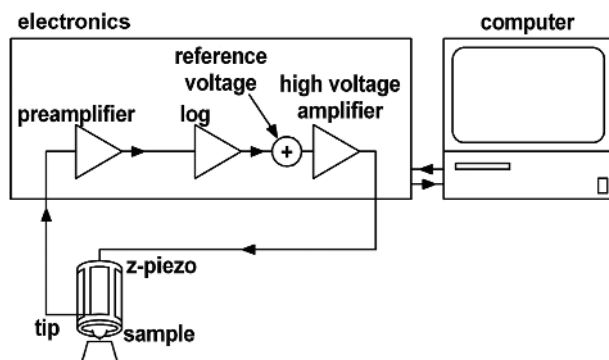 electronics
computer
reference
voltage
high voltage
amplifier
preamplifier
log
+
z-piezo
tip
sample